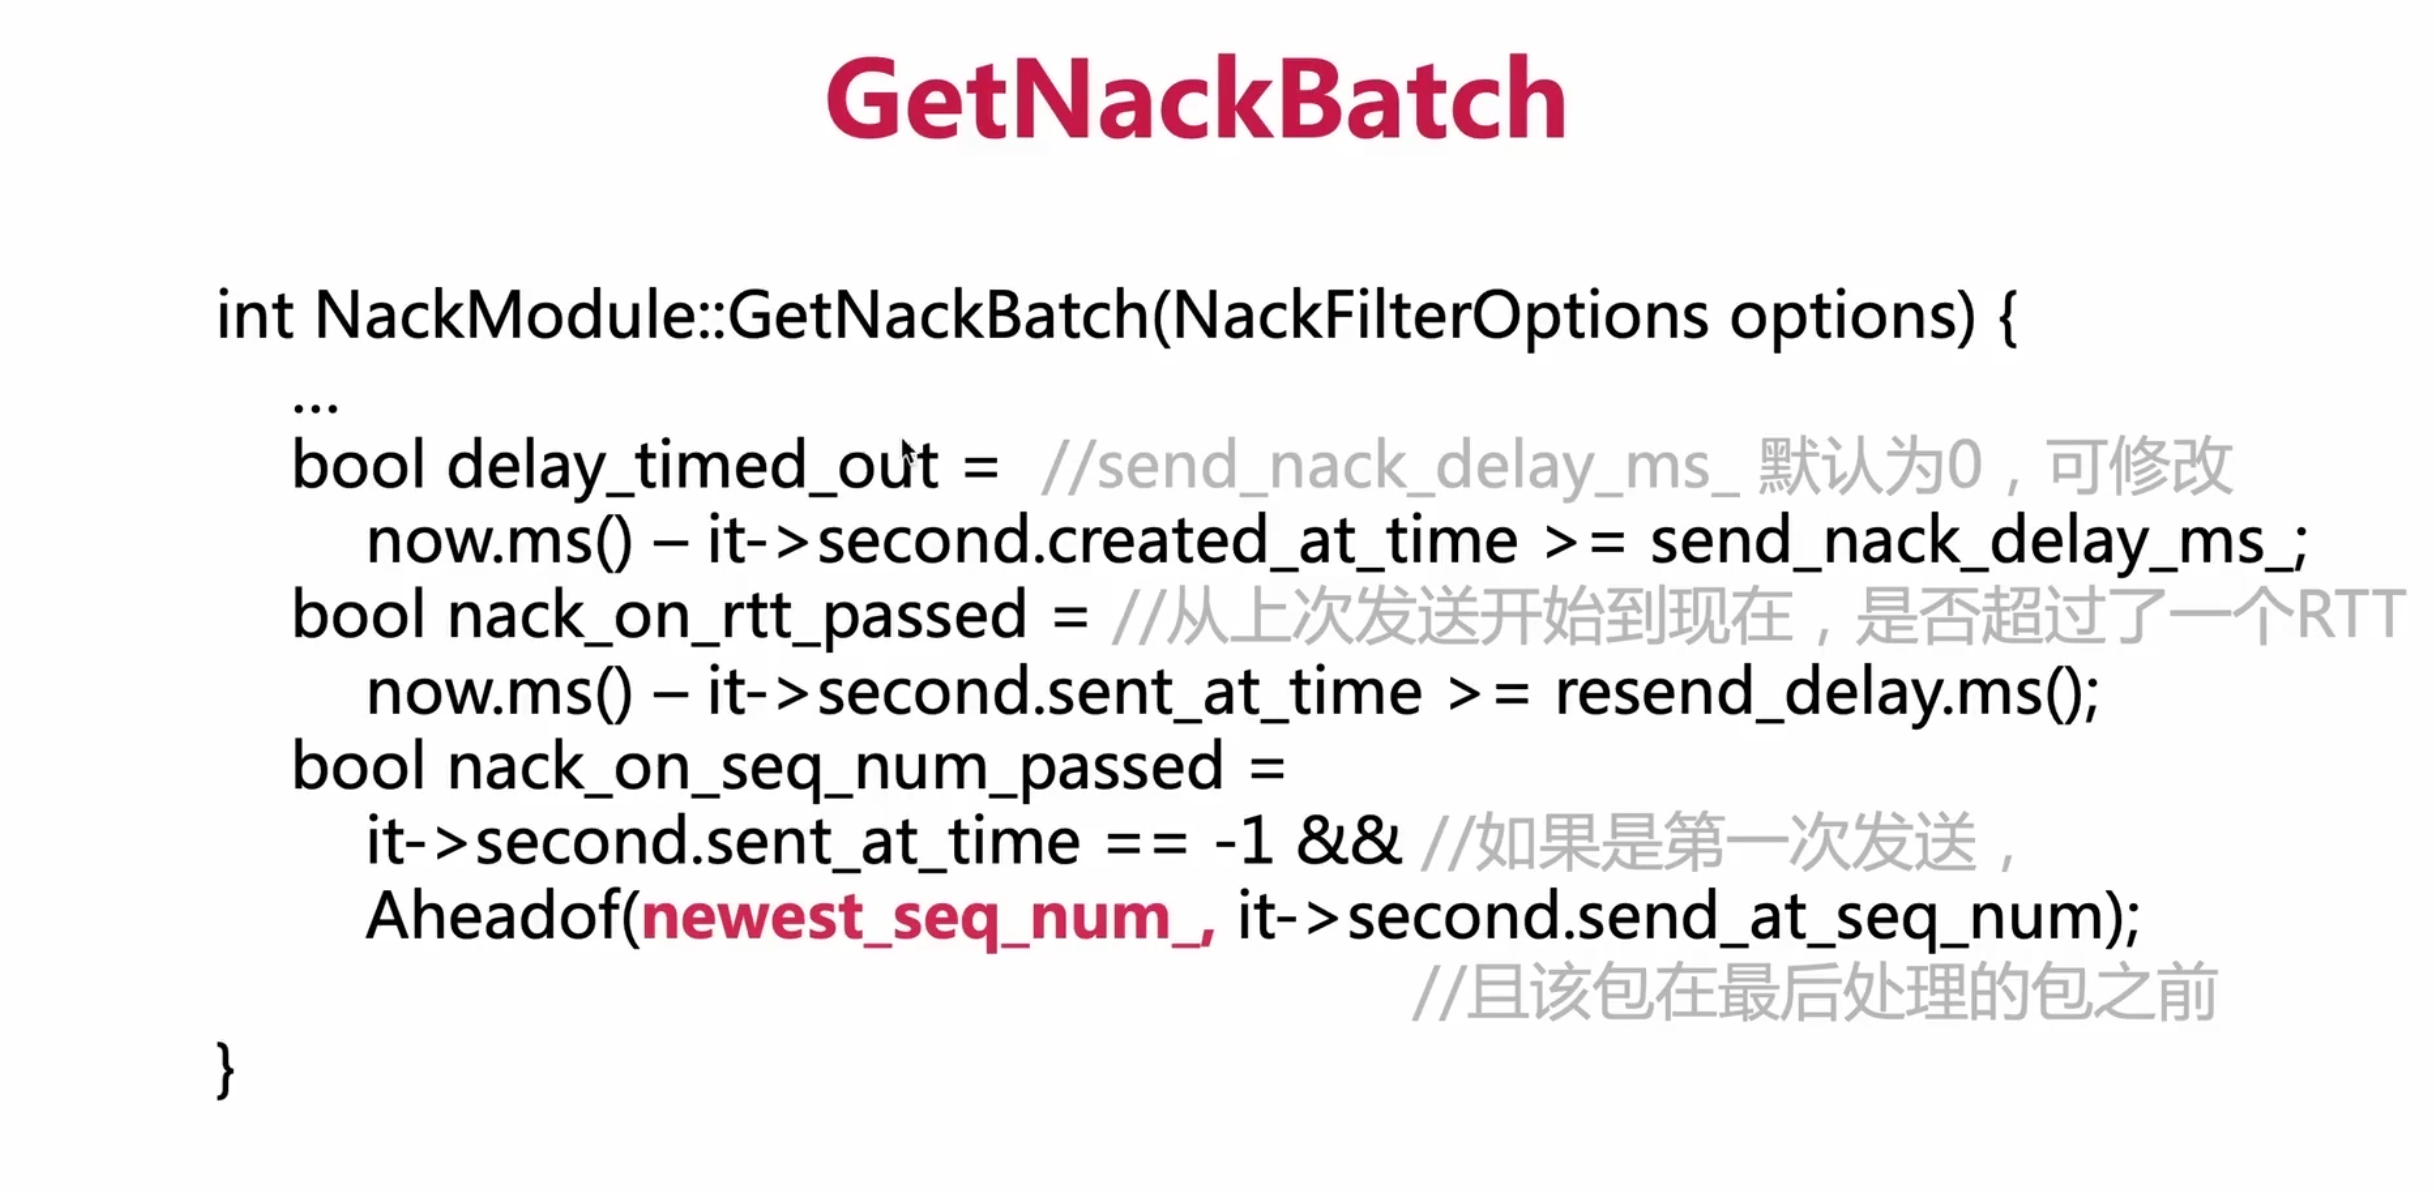 GetNackBatch
int NackModule::GetNackBatch(NackFilterOptions options) {
...
bool delay_timed_out = //send_nack_delay_ms_ 默认为0，可修改
now.ms() – it->second.created_at_time >= send_nack_delay_ms_;
bool nack_on_rtt_passed = //从上次发送开始到现在，是否超过了一个RTT
now.ms() – it->second.sent_at_time >= resend_delay.ms();
bool nack_on_seq_num_passed =
it->second.sent_at_time == -1 && //如果是第一次发送，
Aheadof(newest_seq_num_, it->second.send_at_seq_num);
//且该包在最后处理的包之前
}